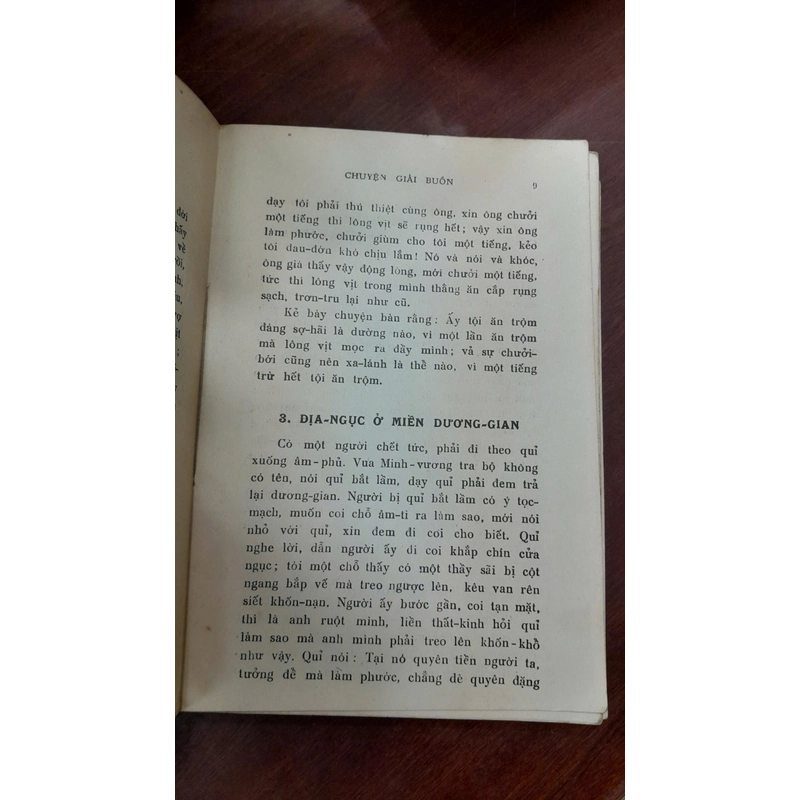 CHUYỆN GIẢI BUỒN 9
dạy tôi phải thú thiệt cùng ông, xin ông chưởi
một tiếng thì lông vịt sẽ rụng hết; vậy xin ông
làm phước, chưởi giùm cho tôi một tiếng, kẻo
tôi đau-đớn khó chịu lắm! Nó và nói và khóc,
ông già thấy vậy động lòng, mới chưởi một tiếng,
tức thì lông vịt trong mình thằng ăn cắp rụng
sạch, trơn-tru lại như cũ.
Kẻ bày chuyện bàn rằng: Ấy tội ăn trộm
đáng sợ-hãi là dường nào, vì một lần ăn trộm
mà lông vịt mọc ra đầy mình; và sự chưởi-
bới cũng nên xa-lánh là thể nào, vì một tiếng
trừ hết tội ăn trộm.
3. ĐỊA-NGỤC Ở MIỀN DƯƠNG-GIAN
Có một người chết tức, phải đi theo quỉ
xuống âm-phủ. Vua Minh-vương tra bộ không
có tên, nói quỉ bắt lầm, dạy quỉ phải đem trả
lại dương-gian. Người bị quỉ bắt lầm có ý tọc-
mạch, muốn coi chỗ âm-ti ra làm sao, mới nói
nhỏ với quỉ, xin đem đi coi cho biết. Quỉ
nghe lời, dẫn người ấy đi coi khắp chín cửa
ngục; tới một chỗ thấy có một thầy sãi bị cột
ngang bắp vế mà treo ngược lên, kêu van rên
siết khốn-nạn. Người ấy bước gần, coi tạn mặt,
thì là anh ruột mình, liền thất-kinh hỏi quỉ
làm sao mà anh mình phải treo lên khốn-khổ
như vậy. Quỉ nói: Tại nó quyên tiền người ta,
tưởng để mà làm phước, chẳng dè quyên đặng